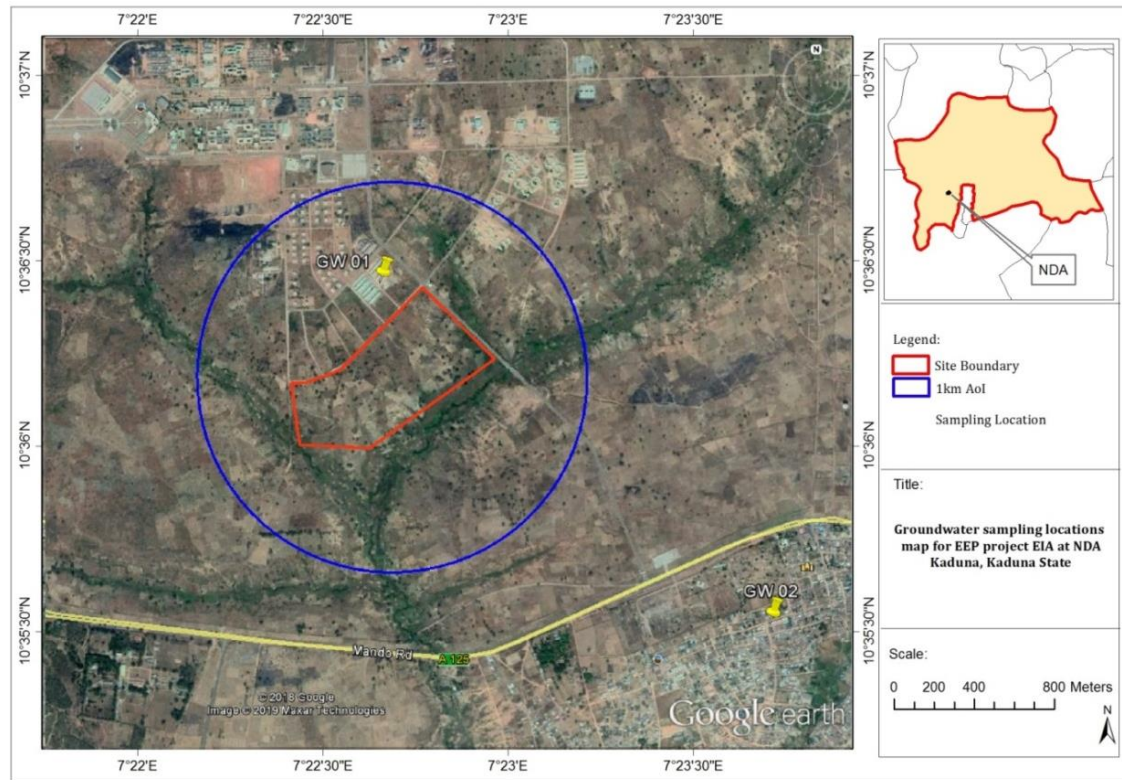 7°22'E
7°22'30"E
7°23'E
7°23'30"E
10°37'N
10°36'30"N
10°36'N
10°35'30"N
10°37'N
10°36'30"N
10°36'N
10°35'30"N
N
GW 01
GW 02
Mando Rd
A 125
© 2018 Google
Image © 2019 Maxar Technologies
Google earth
7°22'E
7°22'30"E
7°23'E
7°23'30"E
NDA
Legend:
Site Boundary
1km AoI
Sampling Location
Title:
Groundwater sampling locations
map for EEP project EIA at NDA
Kaduna, Kaduna State
Scale:
0 200 400 800 Meters
N